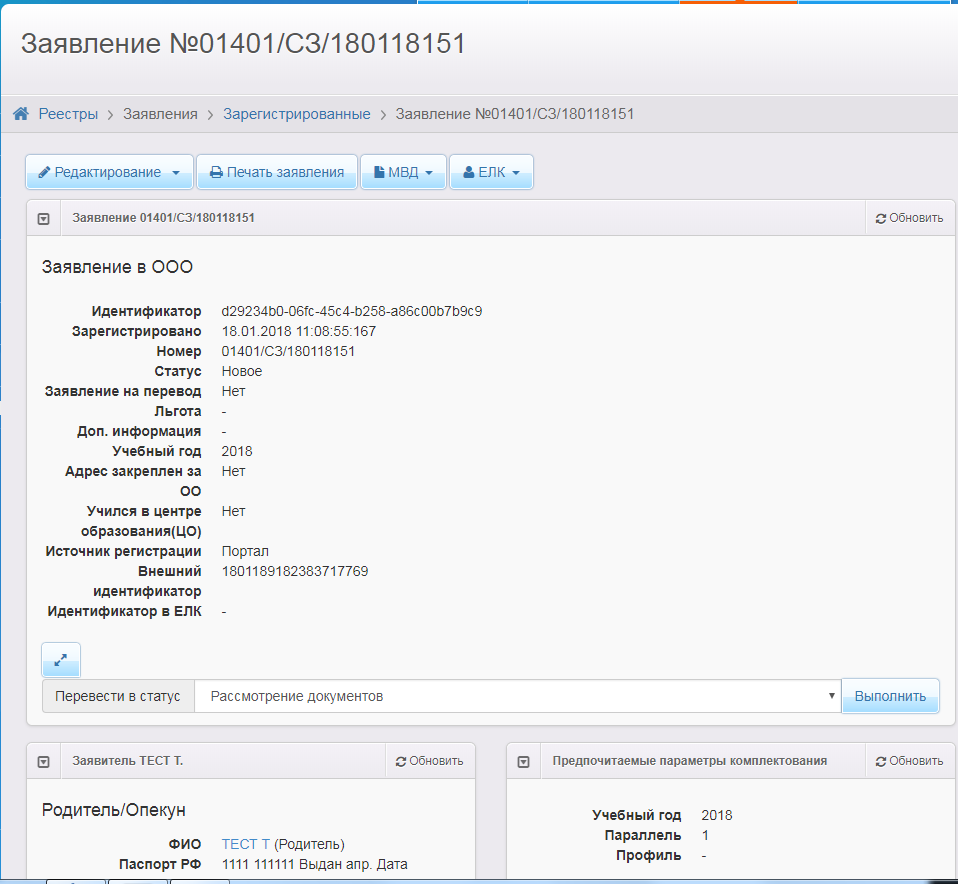 Заявление №01401/СЗ/180118151
Реестры > Заявления > Зарегистрированные > Заявление №01401/СЗ/180118151
Редактирование Печать заявления МВД ЕЛК
Заявление 01401/СЗ/180118151 Обновить
Заявление в ООО
Идентификатор d29234b0-06fc-45c4-b258-a86c00b7b9c9
Зарегистрировано 18.01.2018 11:08:55:167
Номер 01401/СЗ/180118151
Статус Новое
Заявление на перевод Нет
Льгота -
Доп. информация -
Учебный год 2018
Адрес закреплен за Нет
ОО
Учился в центре Нет
образования(ЦО)
Источник регистрации Портал
Внешний 1801189182383717769
идентификатор
Идентификатор в ЕЛК -
Перевести в статус Рассмотрение документов Выполнить
Заявитель ТЕСТ Т. Обновить
Родитель/Опекун
ФИО ТЕСТ Т (Родитель)
Паспорт РФ 1111 111111 Выдан апр. Дата
Предпочитаемые параметры комплектования Обновить
Учебный год 2018
Параллель 1
Профиль -